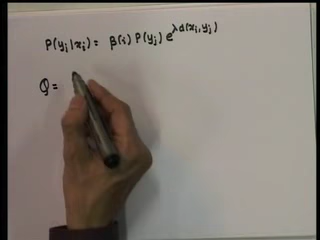 P(yⱼ|xᵢ) = β(i) P(yⱼ) e^{λd(xᵢ,yⱼ)}
Q =